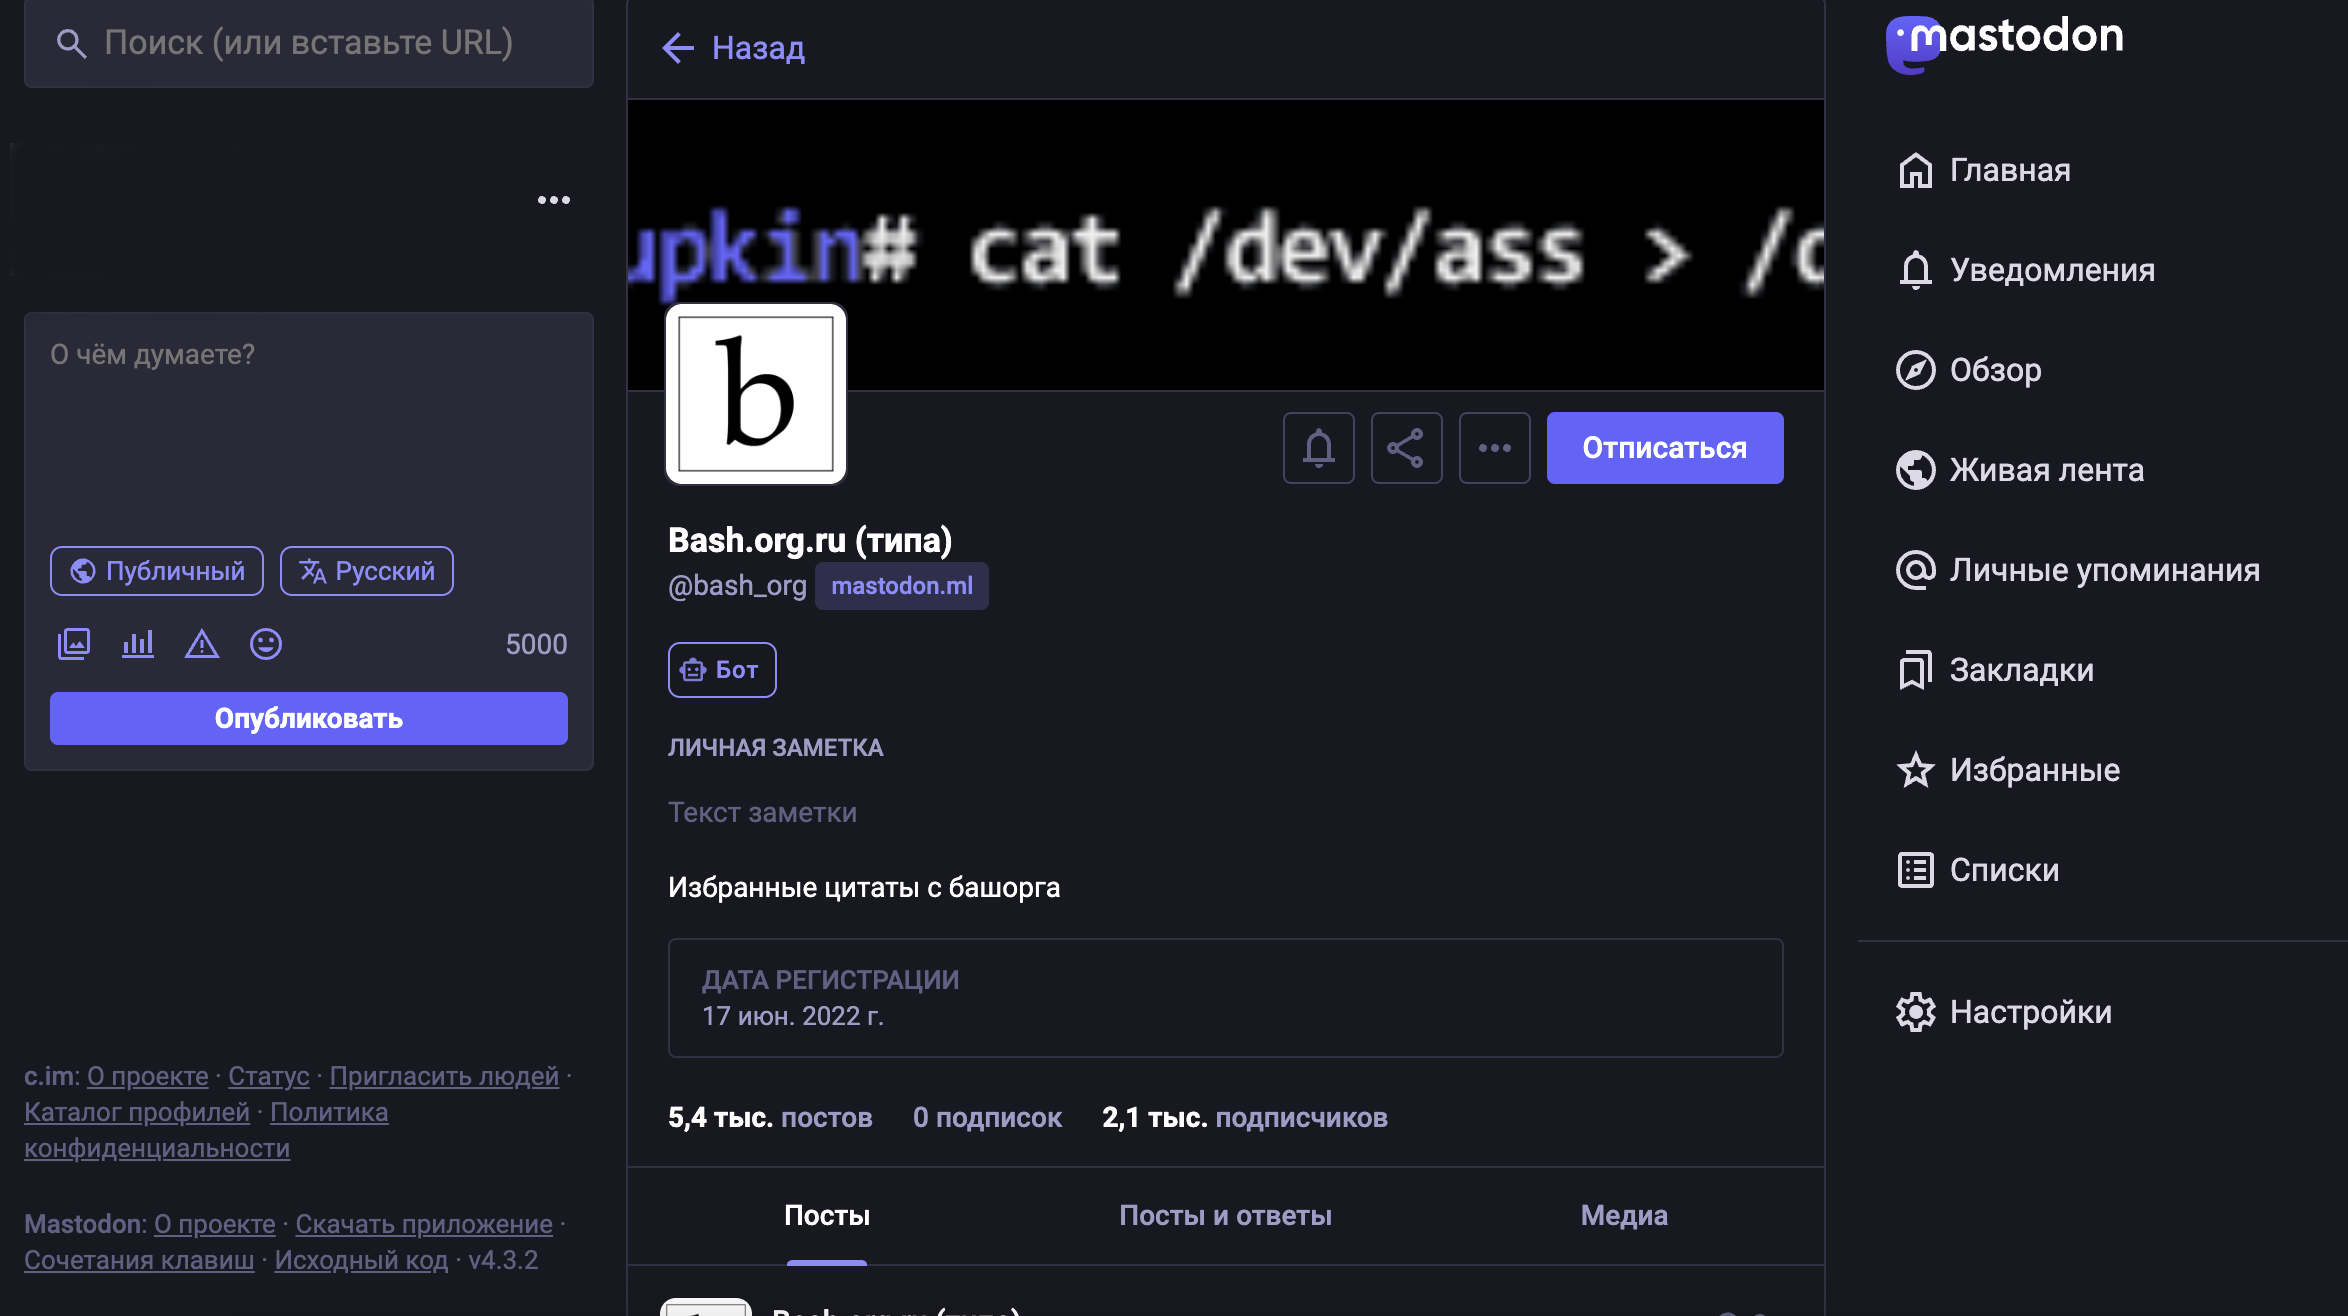 Поиск (или вставьте URL)
О чём думаете?
Публичный
Русский
5000
Опубликовать
c.im: О проекте · Статус · Пригласить людей ·
Каталог профилей · Политика
конфиденциальности
Mastodon: О проекте · Скачать приложение ·
Сочетания клавиш · Исходный код · v4.3.2
Назад
upkin# cat /dev/ass > /d
b
Отписаться
Bash.org.ru (типа)
@bash_org mastodon.ml
Бот
ЛИЧНАЯ ЗАМЕТКА
Текст заметки
Избранные цитаты с башорга
ДАТА РЕГИСТРАЦИИ
17 июн. 2022 г.
5,4 тыс. постов 0 подписок 2,1 тыс. подписчиков
Посты Посты и ответы Медиа
Bash.org.ru (типа)
mastodon
Главная
Уведомления
Обзор
Живая лента
Личные упоминания
Закладки
Избранные
Списки
Настройки